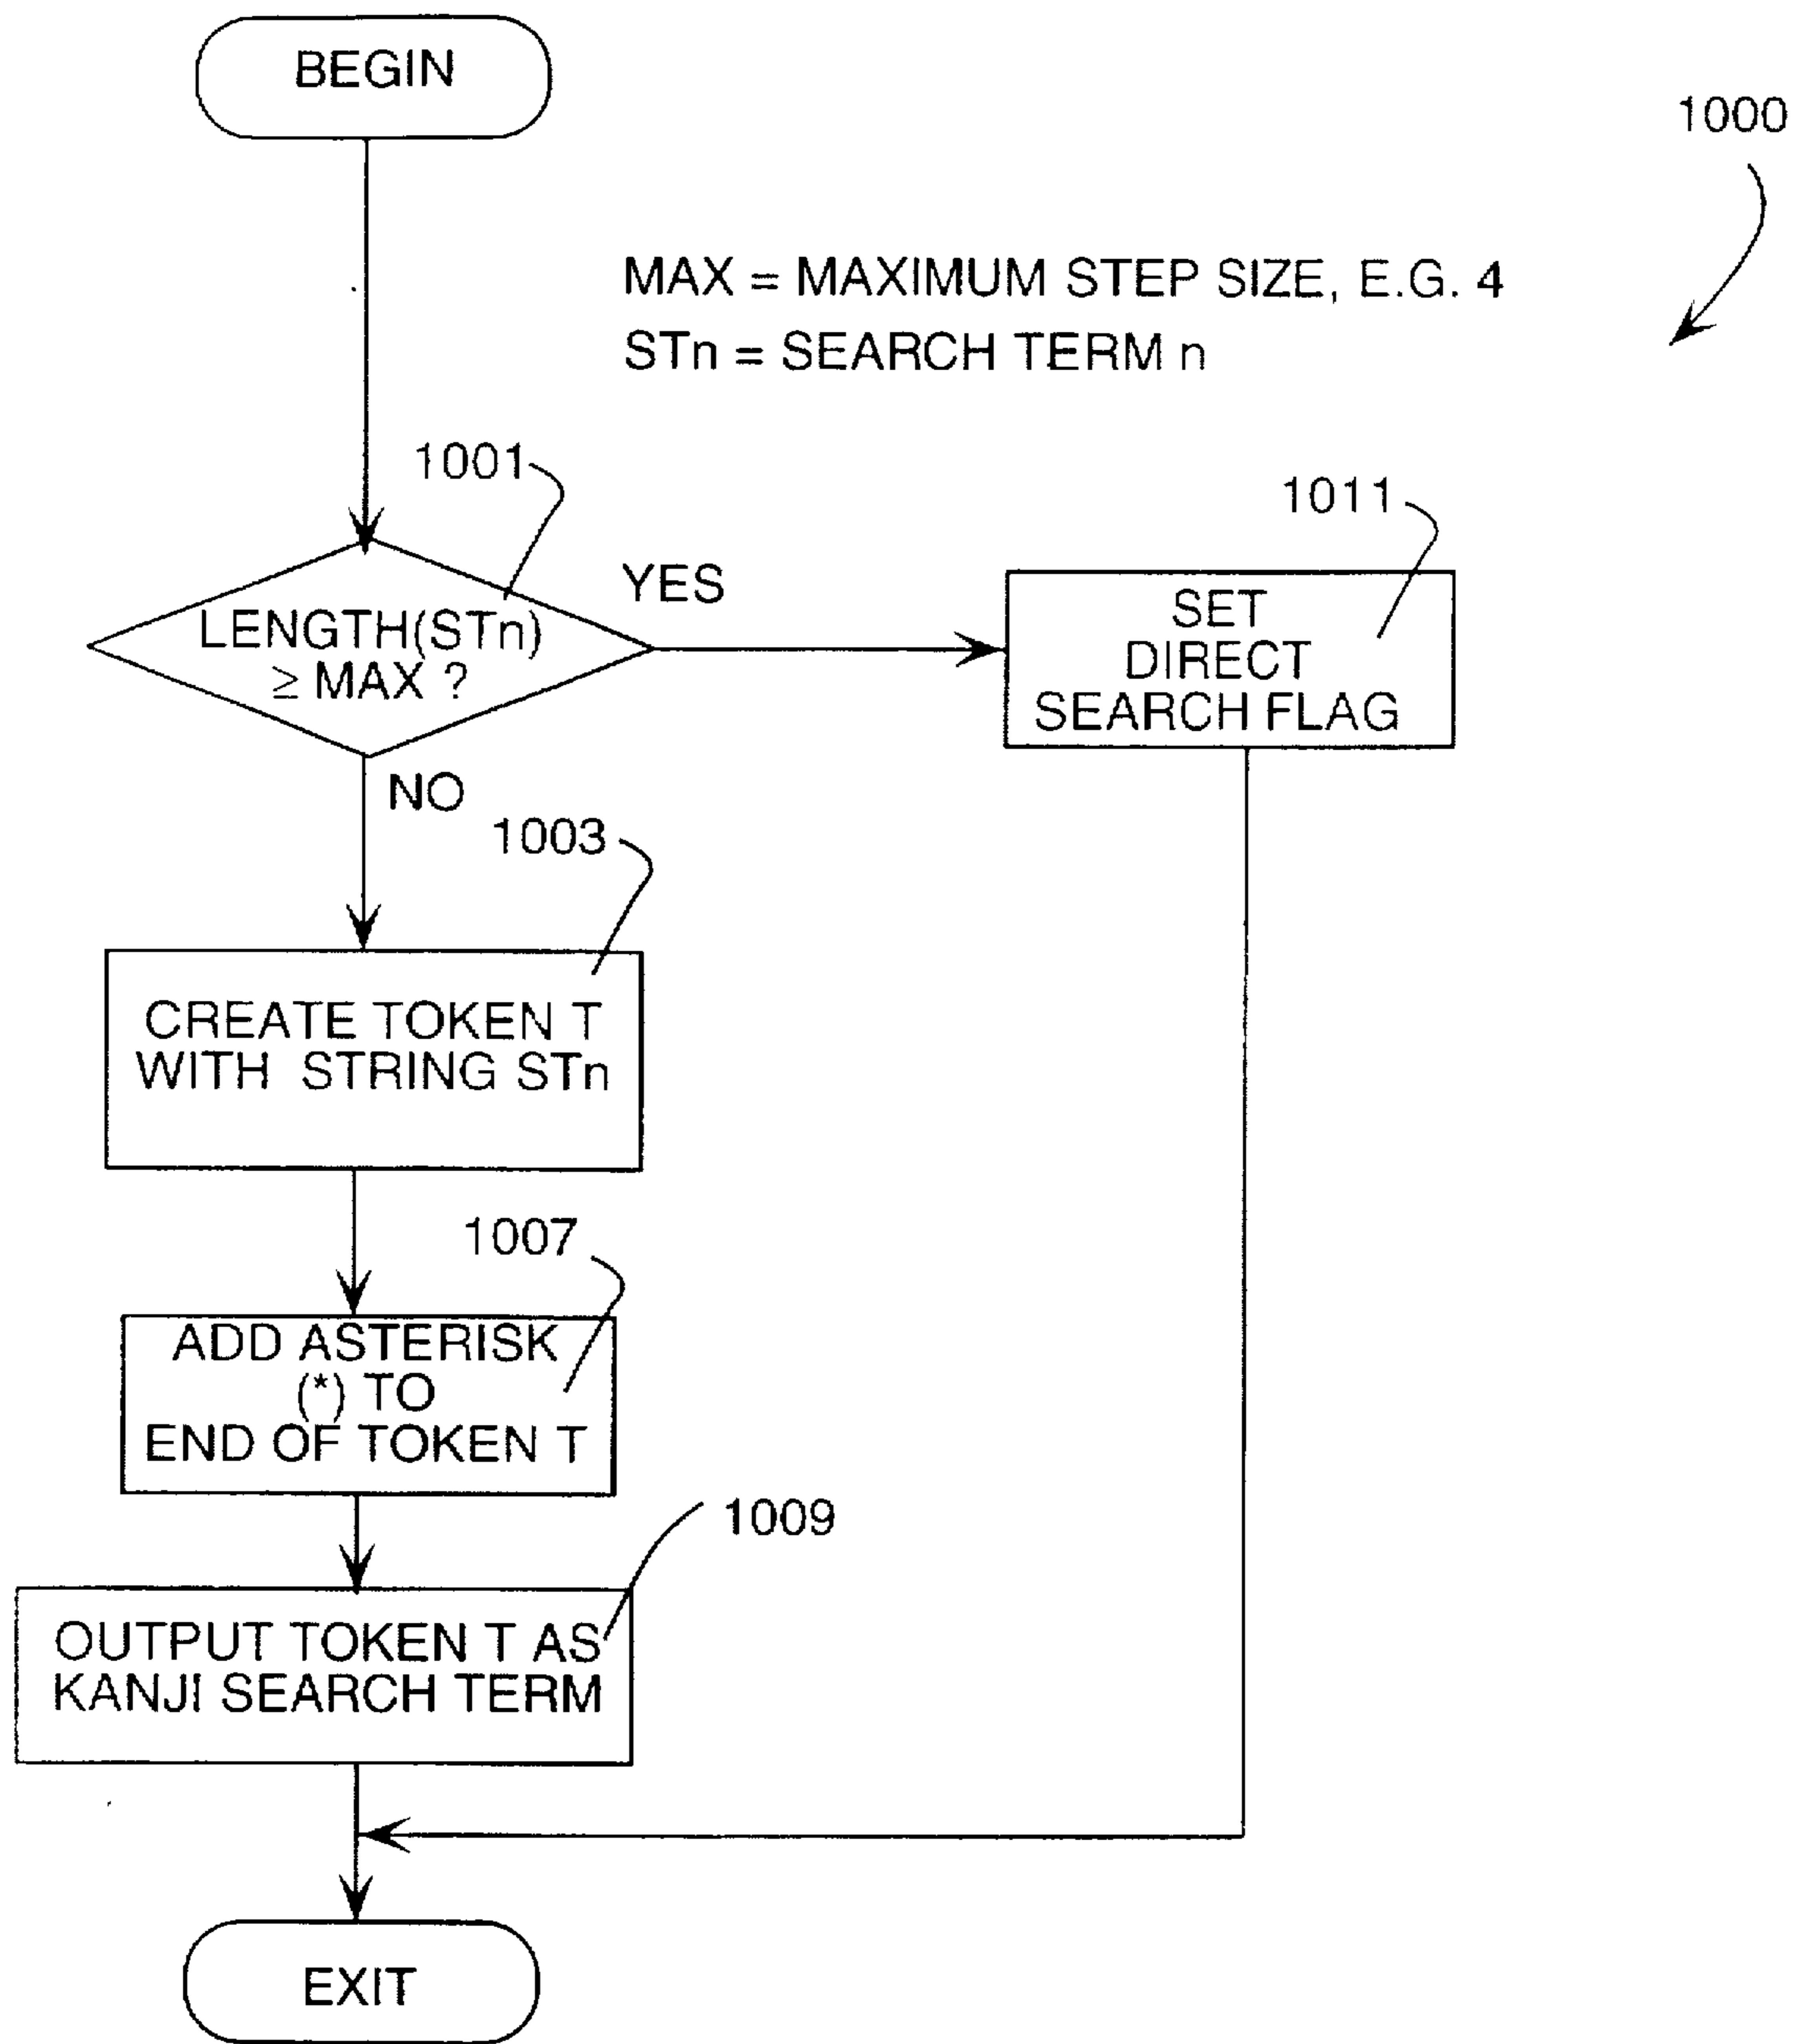 BEGIN
1000
MAX = MAXIMUM STEP SIZE, E.G. 4
STn = SEARCH TERM n
1001
LENGTH(STn)
≥ MAX ?
YES
1011
SET
DIRECT
SEARCH FLAG
NO
1003
CREATE TOKEN T
WITH STRING STn
1007
ADD ASTERISK
(*) TO
END OF TOKEN T
1009
OUTPUT TOKEN T AS
KANJI SEARCH TERM
EXIT